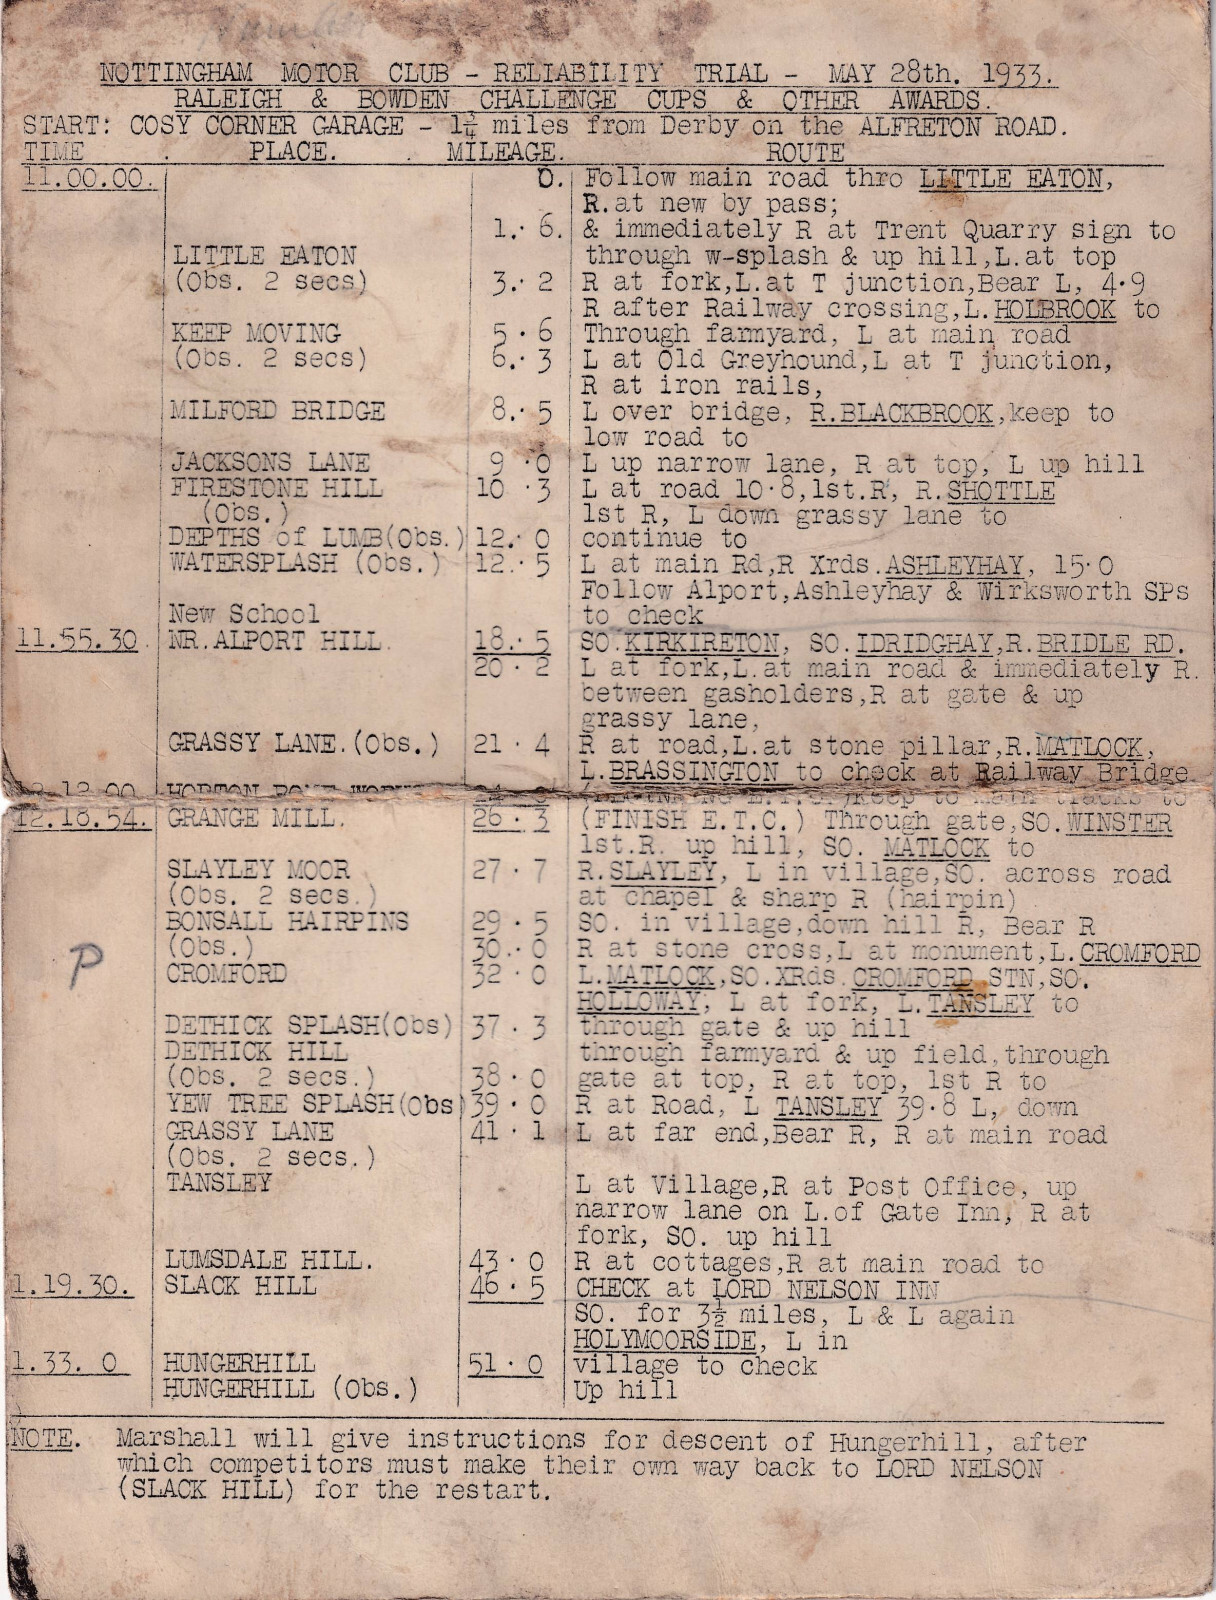 NOTTINGHAM MOTOR CLUB - RELIABILITY TRIAL - MAY 28th. 1933.
RALEIGH & BOWDEN CHALLENGE CUPS & OTHER AWARDS.
START: COSY CORNER GARAGE - 1¼ miles from Derby on the ALFRETON ROAD.
TIME . PLACE. . MILEAGE. ROUTE
11.00.00. 0. Follow main road thro LITTLE EATON,
R.at new by pass;
1.· 6. & immediately R at Trent Quarry sign to
LITTLE EATON through w-splash & up hill,L.at top
(Obs. 2 secs) 3.· 2 R at fork,L.at T junction,Bear L, 4·9
R after Railway crossing,L.HOLBROOK to
KEEP MOVING 5 · 6 Through farmyard, L at main road
(Obs. 2 secs) 6.· 3 L at Old Greyhound,L at T junction,
R at iron rails,
MILFORD BRIDGE 8.· 5 L over bridge, R.BLACKBROOK,keep to
low road to
JACKSONS LANE 9 ·0 L up narrow lane, R at top, L up hill
FIRESTONE HILL 10 ·3 L at road 10·8,1st.R, R.SHOTTLE
(Obs.) 1st R, L down grassy lane to
DEPTHS of LUMB(Obs.) 12.· 0 continue to
WATERSPLASH (Obs.) 12.· 5 L at main Rd,R Xrds.ASHLEYHAY, 15·0
Follow Alport,Ashleyhay & Wirksworth SPs
New School to check
11.55.30. NR.ALPORT HILL. 18.· 5 SO.KIRKIRETON, SO.IDRIDGHAY,R.BRIDLE RD.
20 · 2 L at fork,L.at main road & immediately R.
between gasholders,R at gate & up
grassy lane,
GRASSY LANE.(Obs.) 21 · 4 R at road,L.at stone pillar,R.MATLOCK,
L.BRASSINGTON to check at Railway Bridge
keep to main tracks to
12.18.54. GRANGE MILL. 26 · 3 (FINISH E.T.C.) Through gate,SO.WINSTER
1st.R. up hill, SO. MATLOCK to
SLAYLEY MOOR 27 · 7 R.SLAYLEY, L in village,SO. across road
(Obs. 2 secs.) at chapel & sharp R (hairpin)
BONSALL HAIRPINS 29 · 5 SO. in village,down hill R, Bear R
P (Obs.) 30.· 0 R at stone cross,L at monument,L.CROMFORD
CROMFORD 32 · 0 L.MATLOCK,SO.XRds.CROMFORD STN,SO.
HOLLOWAY, L at fork, L.TANSLEY to
DETHICK SPLASH(Obs) 37 · 3 through gate & up hill
DETHICK HILL through farmyard & up field,through
(Obs. 2 secs.) 38 · 0 gate at top, R at top, 1st R to
YEW TREE SPLASH(Obs) 39 · 0 R at Road, L TANSLEY 39·8 L, down
GRASSY LANE 41 · 1 L at far end,Bear R, R at main road
(Obs. 2 secs.)
TANSLEY L at Village,R at Post Office, up
narrow lane on L.of Gate Inn, R at
fork, SO. up hill
LUMSDALE HILL. 43 · 0 R at cottages,R at main road to
1.19.30. SLACK HILL 46 · 5 CHECK at LORD NELSON INN
SO. for 3½ miles, L & L again
HOLYMOORSIDE, L in
1.33. 0 HUNGERHILL 51 · 0 village to check
HUNGERHILL (Obs.) Up hill
NOTE. Marshall will give instructions for descent of Hungerhill, after
which competitors must make their own way back to LORD NELSON
(SLACK HILL) for the restart.